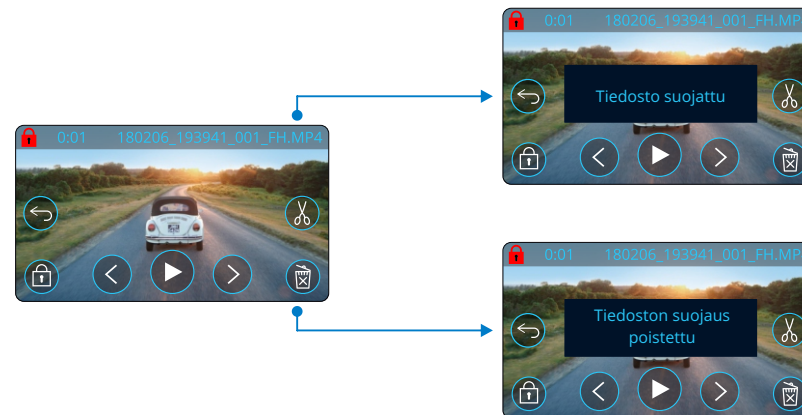 0:01 180206_193941_001_FH.MP4
0:01 180206_193941_001_FH.MP
Tiedosto suojattu
0:01 180206_193941_001_FH.MP
Tiedoston suojaus
poistettu